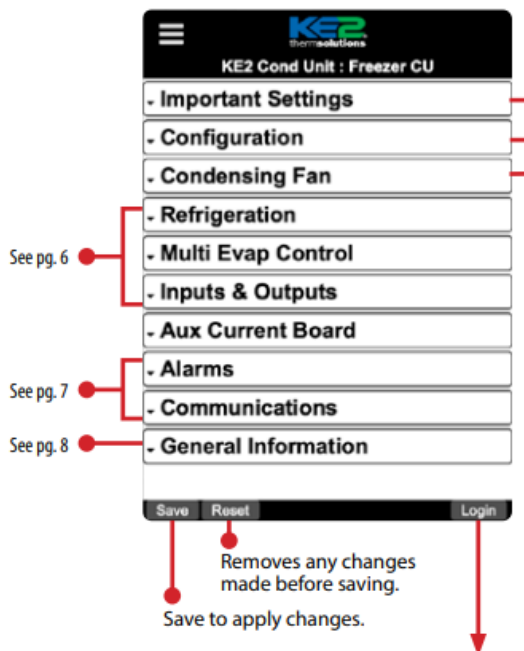 KE2
thermsolutions
KE2 Cond Unit : Freezer CU
Important Settings
Configuration
Condensing Fan
Refrigeration
See pg. 6
Multi Evap Control
Inputs & Outputs
Aux Current Board
Alarms
See pg. 7
Communications
See pg. 8
General Information
Save Reset Login
Removes any changes
made before saving.
Save to apply changes.